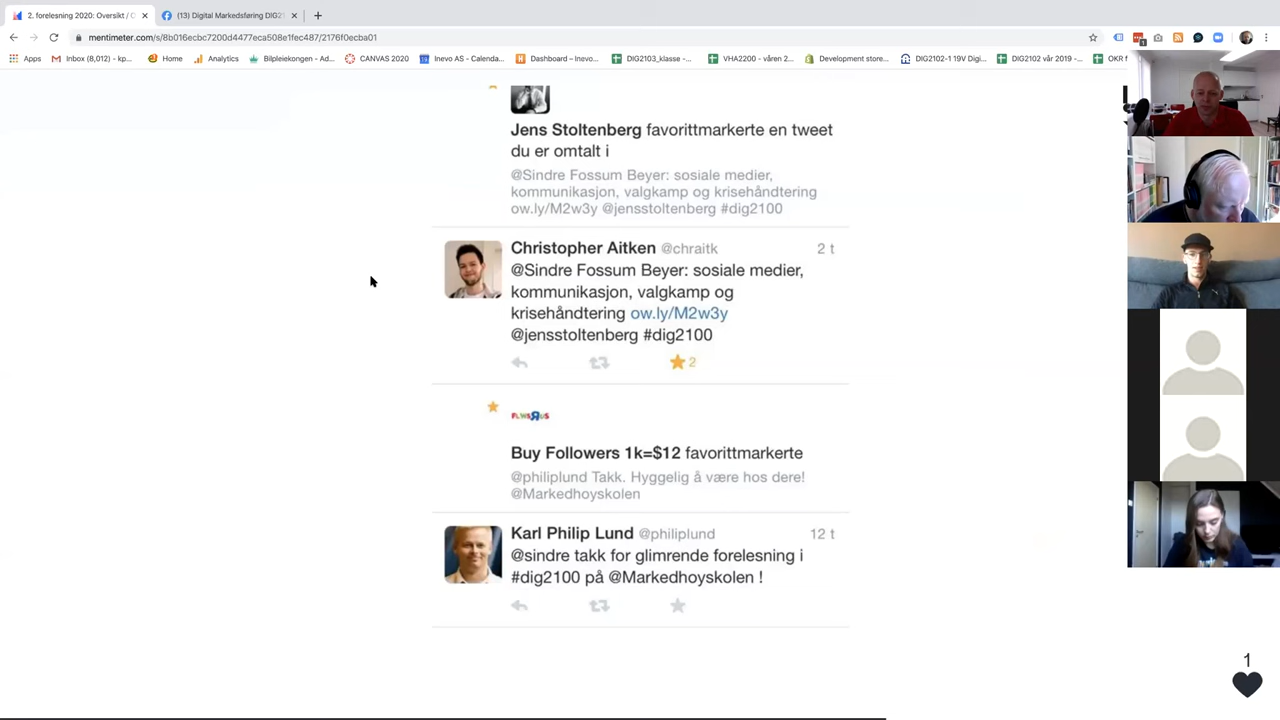 2. forelesning 2020: Oversikt / O
(13) Digital Markedsføring DIG21
mentimeter.com/s/8b016ecbc7200d4477eca508e1fec487/2176f0ecba01
Apps
Inbox (8,012) - kp...
Home
Analytics
Bilpleiekongen - Ad...
CANVAS 2020
Inevo AS - Calenda...
Dashboard – Inevo...
DIG2103_klasse -...
VHA2200 - våren 2...
Development store...
DIG2102-1 19V Digi...
DIG2102 vår 2019 -...
OKR f
Jens Stoltenberg favorittmarkerte en tweet
du er omtalt i
@Sindre Fossum Beyer: sosiale medier,
kommunikasjon, valgkamp og krisehåndtering
ow.ly/M2w3y @jensstoltenberg #dig2100
Christopher Aitken @chraitk 2 t
@Sindre Fossum Beyer: sosiale medier,
kommunikasjon, valgkamp og
krisehåndtering ow.ly/M2w3y
@jensstoltenberg #dig2100
2
FLWSRUS
Buy Followers 1k=$12 favorittmarkerte
@philiplund Takk. Hyggelig å være hos dere!
@Markedhoyskolen
Karl Philip Lund @philiplund 12 t
@sindre takk for glimrende forelesning i
#dig2100 på @Markedhoyskolen !
1